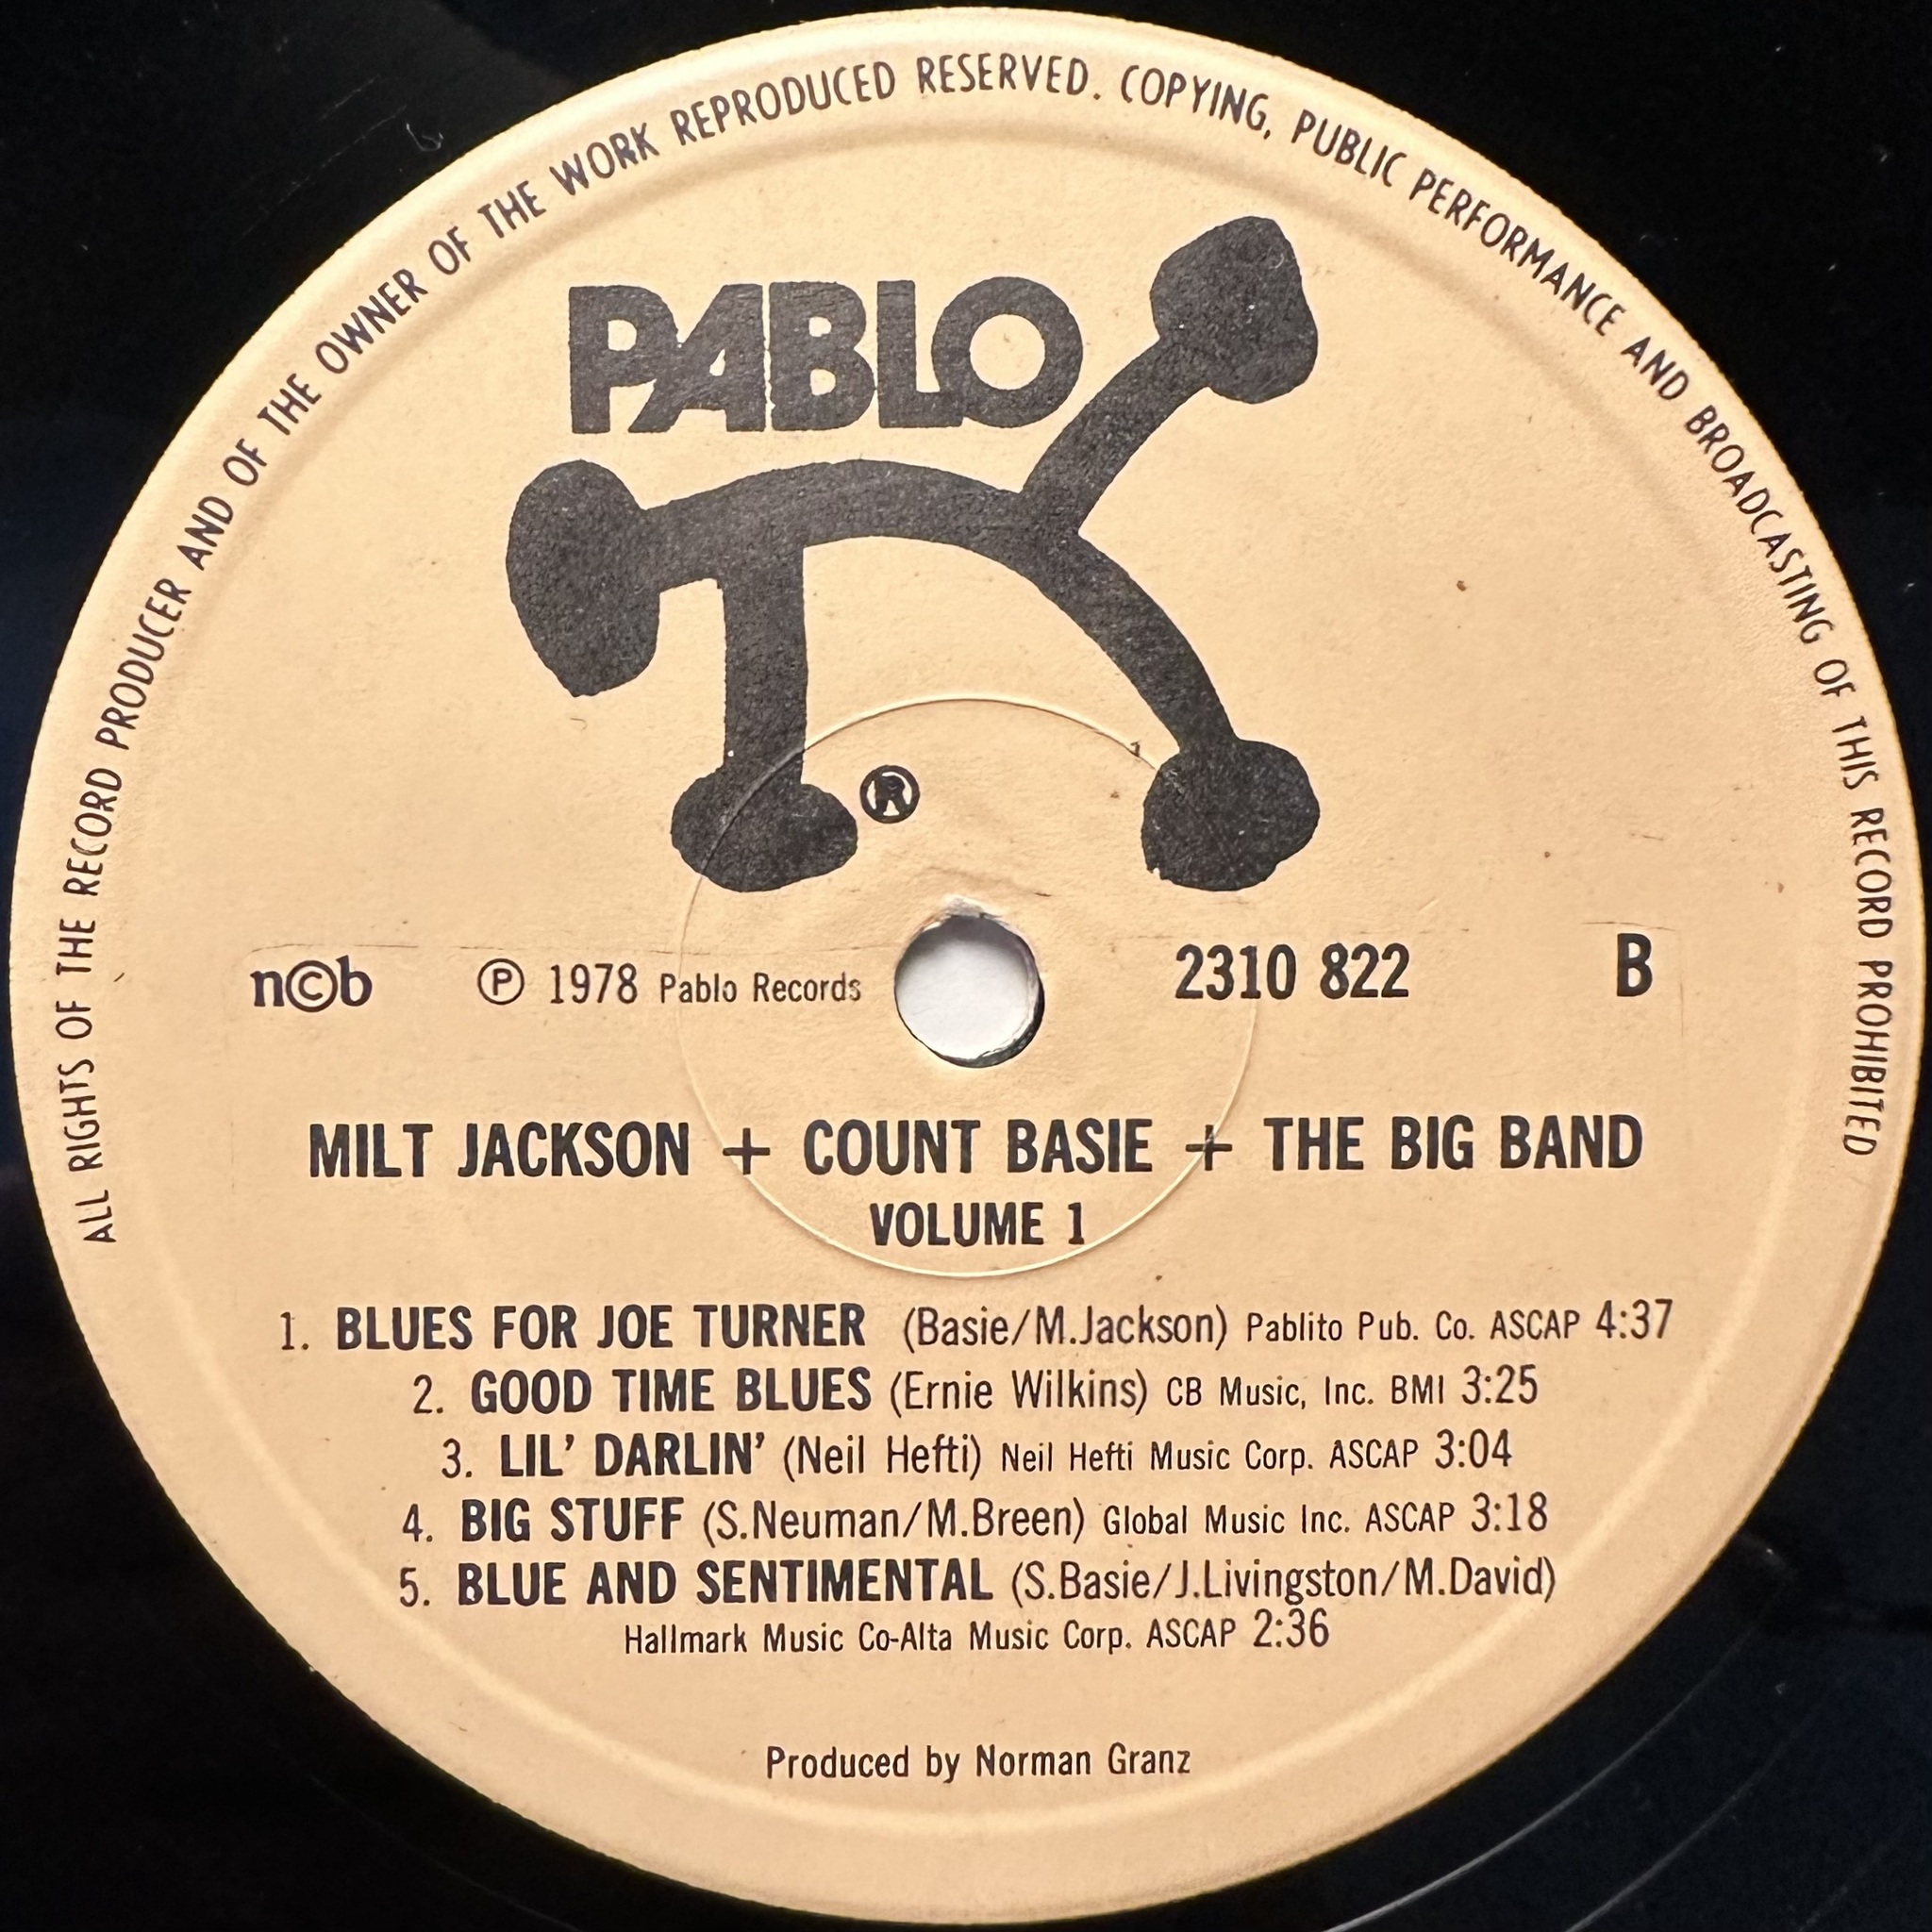 ALL RIGHTS OF THE RECORD PRODUCER AND OF THE OWNER OF THE WORK REPRODUCED RESERVED. COPYING, PUBLIC PERFORMANCE AND BROADCASTING OF THIS RECORD PROHIBITED
PABLO
®
n©b ℗ 1978 Pablo Records 2310 822 B
MILT JACKSON + COUNT BASIE + THE BIG BAND
VOLUME 1
1. BLUES FOR JOE TURNER (Basie/M.Jackson) Pablito Pub. Co. ASCAP 4:37
2. GOOD TIME BLUES (Ernie Wilkins) CB Music, Inc. BMI 3:25
3. LIL' DARLIN' (Neil Hefti) Neil Hefti Music Corp. ASCAP 3:04
4. BIG STUFF (S.Neuman/M.Breen) Global Music Inc. ASCAP 3:18
5. BLUE AND SENTIMENTAL (S.Basie/J.Livingston/M.David)
Hallmark Music Co-Alta Music Corp. ASCAP 2:36
Produced by Norman Granz